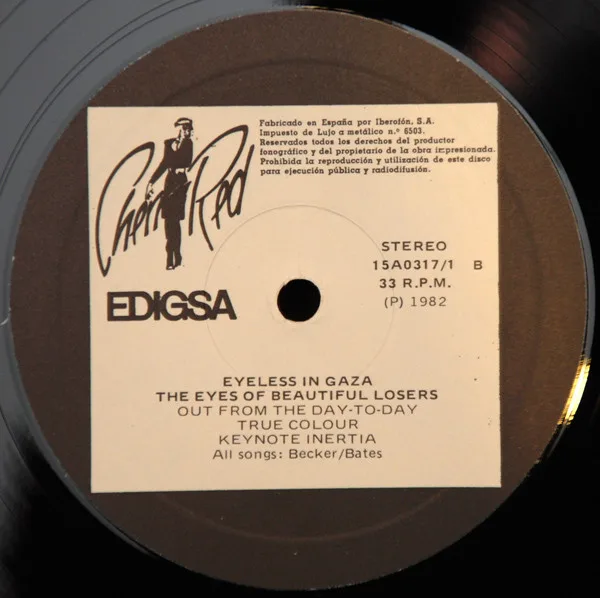 Cherry Red
EDIGSA
Fabricado en España por Iberofón, S.A.
Impuesto de Lujo a metálico n.º 6503.
Reservados todos los derechos del productor
fonográfico y del propietario de la obra impresionada.
Prohibida la reproducción y utilización de este disco
para ejecución pública y radiodifusión.
STEREO
15A0317/1 B
33 R.P.M.
(P) 1982
EYELESS IN GAZA
THE EYES OF BEAUTIFUL LOSERS
OUT FROM THE DAY-TO-DAY
TRUE COLOUR
KEYNOTE INERTIA
All songs: Becker/Bates